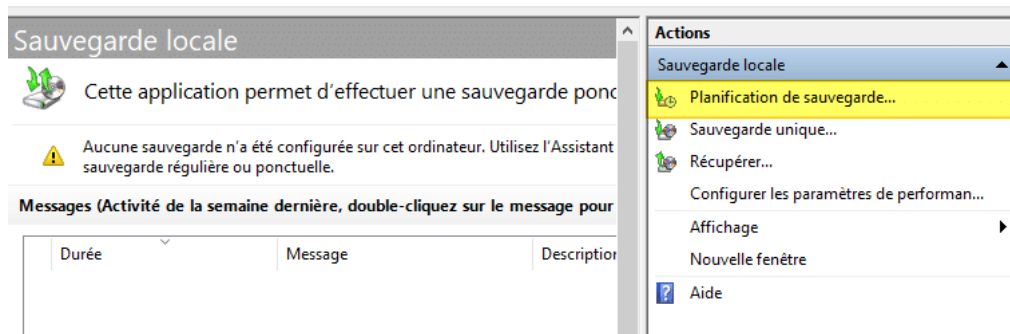 Sauvegarde locale
Cette application permet d'effectuer une sauvegarde
Aucune sauvegarde n'a été configurée sur cet ordinateur. Utilisez l'Assistant
sauvegarde régulière ou ponctuelle.
Messages (Activité de la semaine dernière, double-cliquez sur le message pour
Durée
Message
Description
Actions
Sauvegarde locale
Planification de sauvegarde...
Sauvegarde unique...
Récupérer...
Configurer les paramètres de performan...
Affichage
Nouvelle fenêtre
Aide